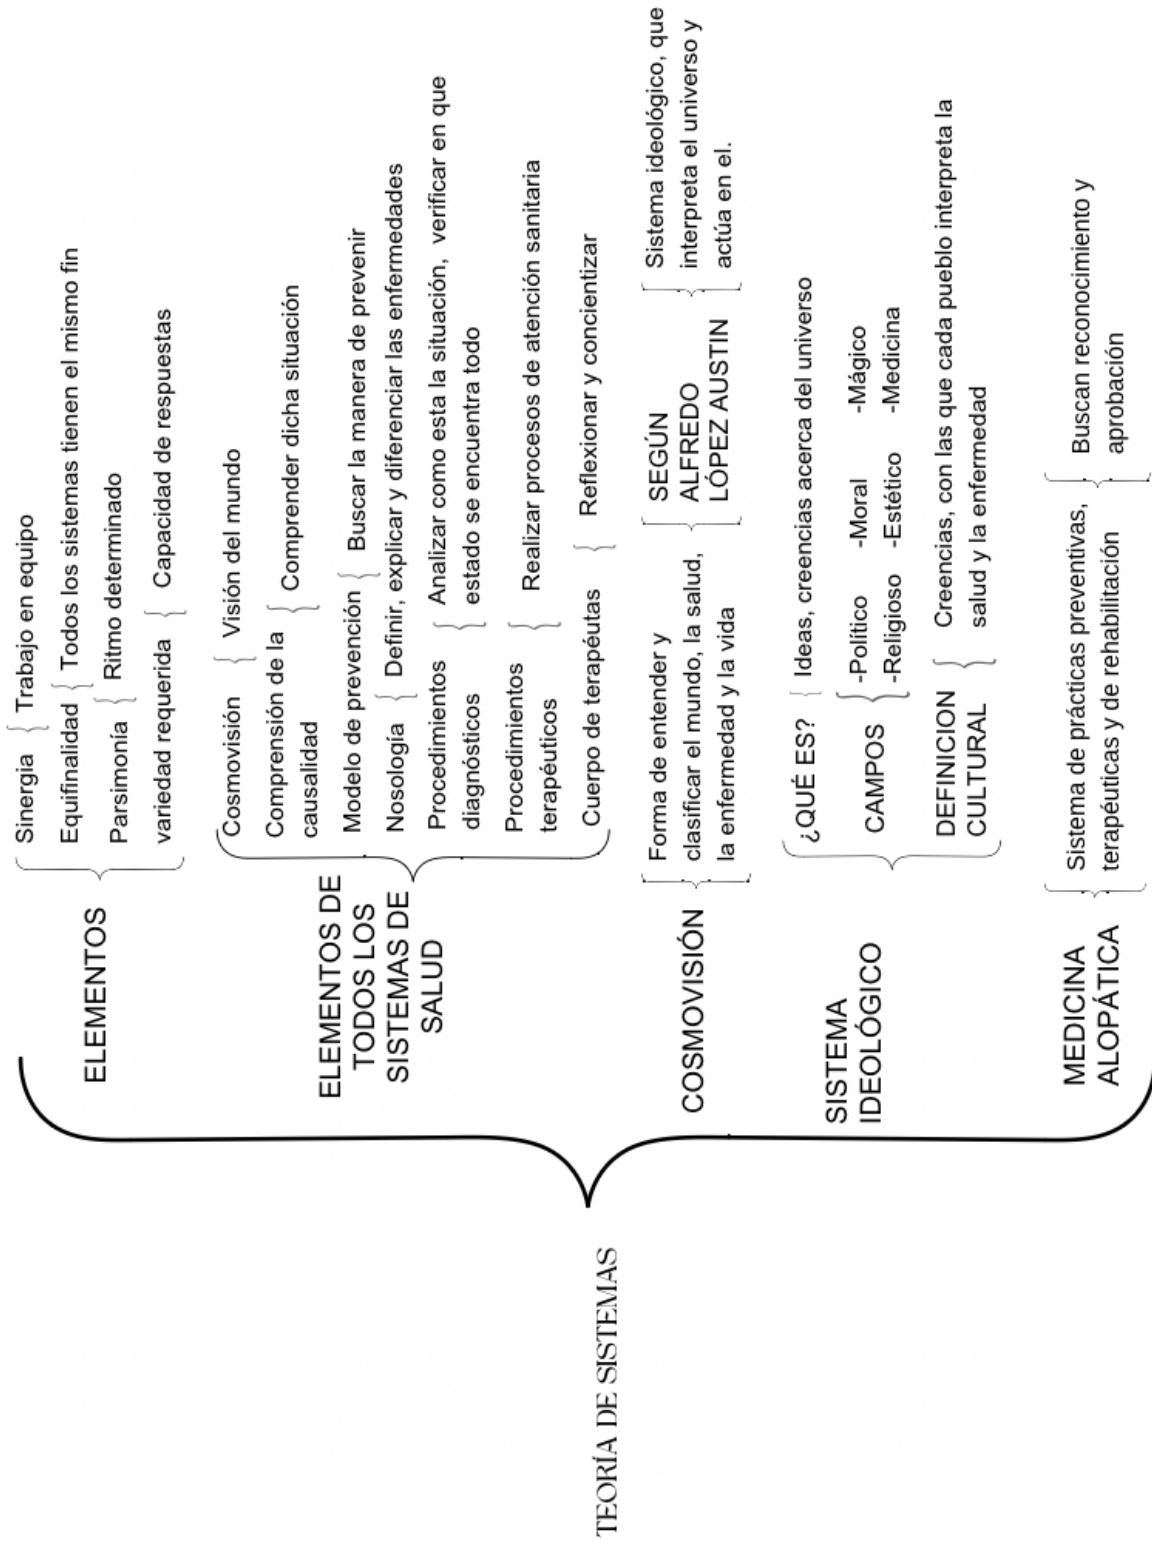 TEORÍA DE SISTEMAS
ELEMENTOS
Sinergia
Trabajo en equipo
Equifinalidad
Todos los sistemas tienen el mismo fin
Parsimonía
Ritmo determinado
variedad requerida
Capacidad de respuestas
ELEMENTOS DE
TODOS LOS
SISTEMAS DE
SALUD
Cosmovisión
Visión del mundo
Comprensión de la
causalidad
Comprender dicha situación
Modelo de prevención
Buscar la manera de prevenir
Nosología
Definir, explicar y diferenciar las enfermedades
Procedimientos
diagnósticos
Analizar como esta la situación, verificar en que
estado se encuentra todo
Procedimientos
terapéuticos
Realizar procesos de atención sanitaria
Cuerpo de terapéutas
Reflexionar y concientizar
COSMOVISIÓN
Forma de entender y
clasificar el mundo, la salud,
la enfermedad y la vida
SEGÚN
ALFREDO
LÓPEZ AUSTIN
Sistema ideológico, que
interpreta el universo y
actúa en el.
SISTEMA
IDEOLÓGICO
¿QUÉ ES?
Ideas, creencias acerca del universo
CAMPOS
-Político -Moral -Mágico
-Religioso -Estético -Medicina
DEFINICION
CULTURAL
Creencias, con las que cada pueblo interpreta la
salud y la enfermedad
MEDICINA
ALOPÁTICA
Sistema de prácticas preventivas,
terapéuticas y de rehabilitación
Buscan reconocimiento y
aprobación